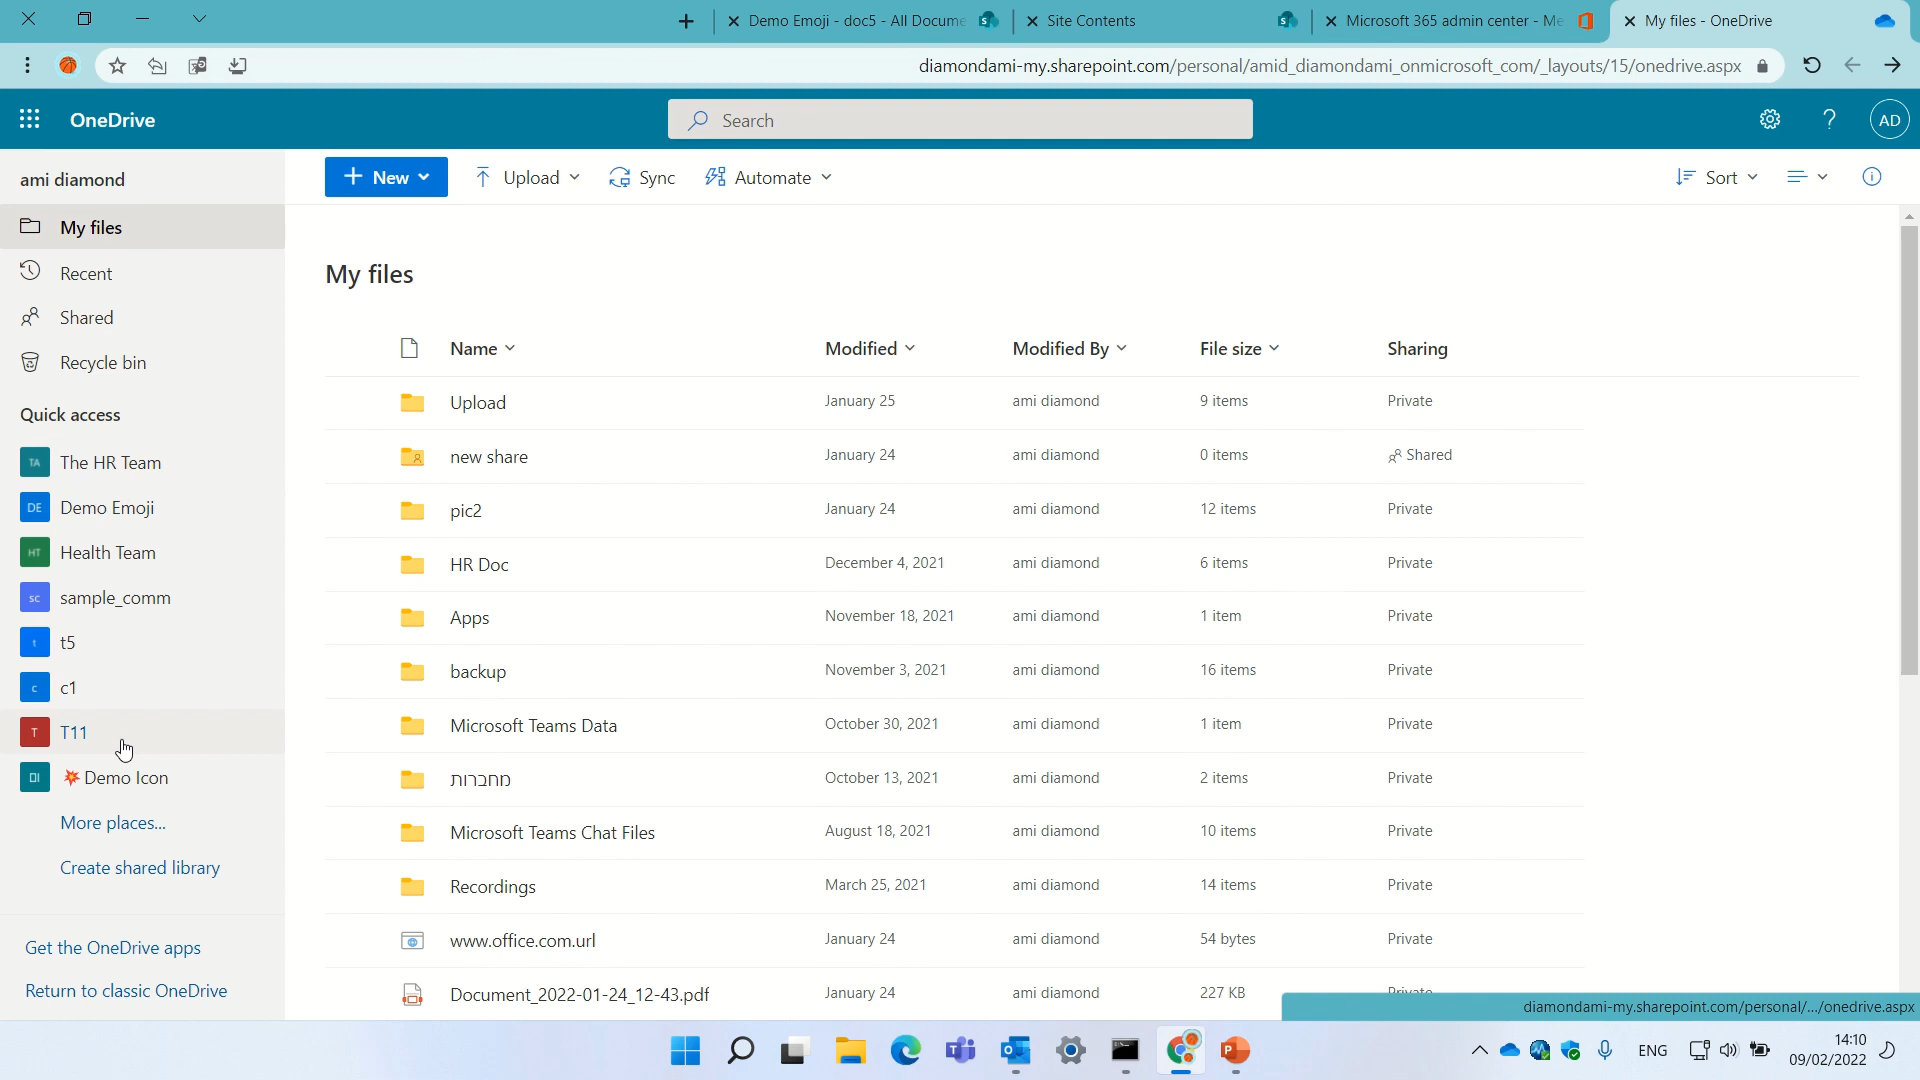 Demo Emoji - doc5 - All Docume
Site Contents
Microsoft 365 admin center - Me
My files - OneDrive
diamondami-my.sharepoint.com/personal/amid_diamondami_onmicrosoft_com/_layouts/15/onedrive.aspx
OneDrive
Search
AD
ami diamond
New
Upload
Sync
Automate
Sort
My files
Recent
Shared
Recycle bin
Quick access
TA The HR Team
DE Demo Emoji
HT Health Team
sc sample_comm
t t5
c c1
T T11
DI 💥Demo Icon
More places...
Create shared library
Get the OneDrive apps
Return to classic OneDrive
My files
Name Modified Modified By File size Sharing
Upload January 25 ami diamond 9 items Private
new share January 24 ami diamond 0 items Shared
pic2 January 24 ami diamond 12 items Private
HR Doc December 4, 2021 ami diamond 6 items Private
Apps November 18, 2021 ami diamond 1 item Private
backup November 3, 2021 ami diamond 16 items Private
Microsoft Teams Data October 30, 2021 ami diamond 1 item Private
מחברות October 13, 2021 ami diamond 2 items Private
Microsoft Teams Chat Files August 18, 2021 ami diamond 10 items Private
Recordings March 25, 2021 ami diamond 14 items Private
www.office.com.url January 24 ami diamond 54 bytes Private
Document_2022-01-24_12-43.pdf January 24 ami diamond 227 KB Private
diamondami-my.sharepoint.com/personal/.../onedrive.aspx
ENG
14:10
09/02/2022